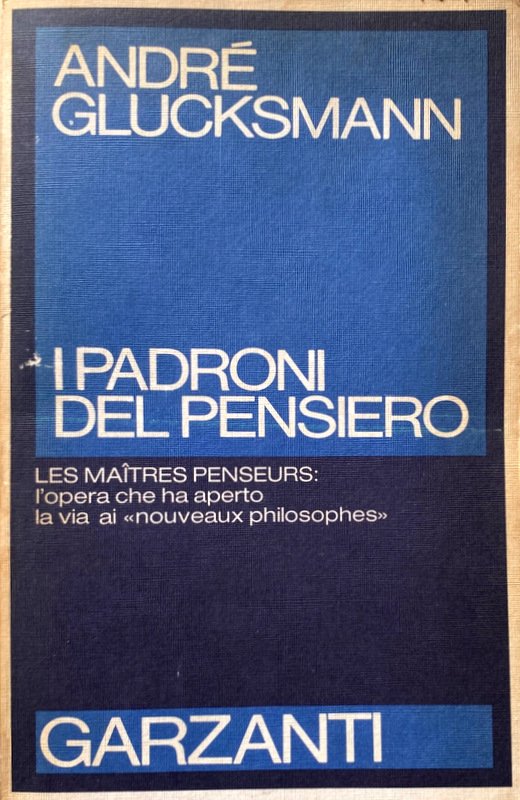 ANDRÉ
GLUCKSMANN
I PADRONI
DEL PENSIERO
LES MAÎTRES PENSEURS:
l'opera che ha aperto
la via ai «nouveaux philosophes»
GARZANTI